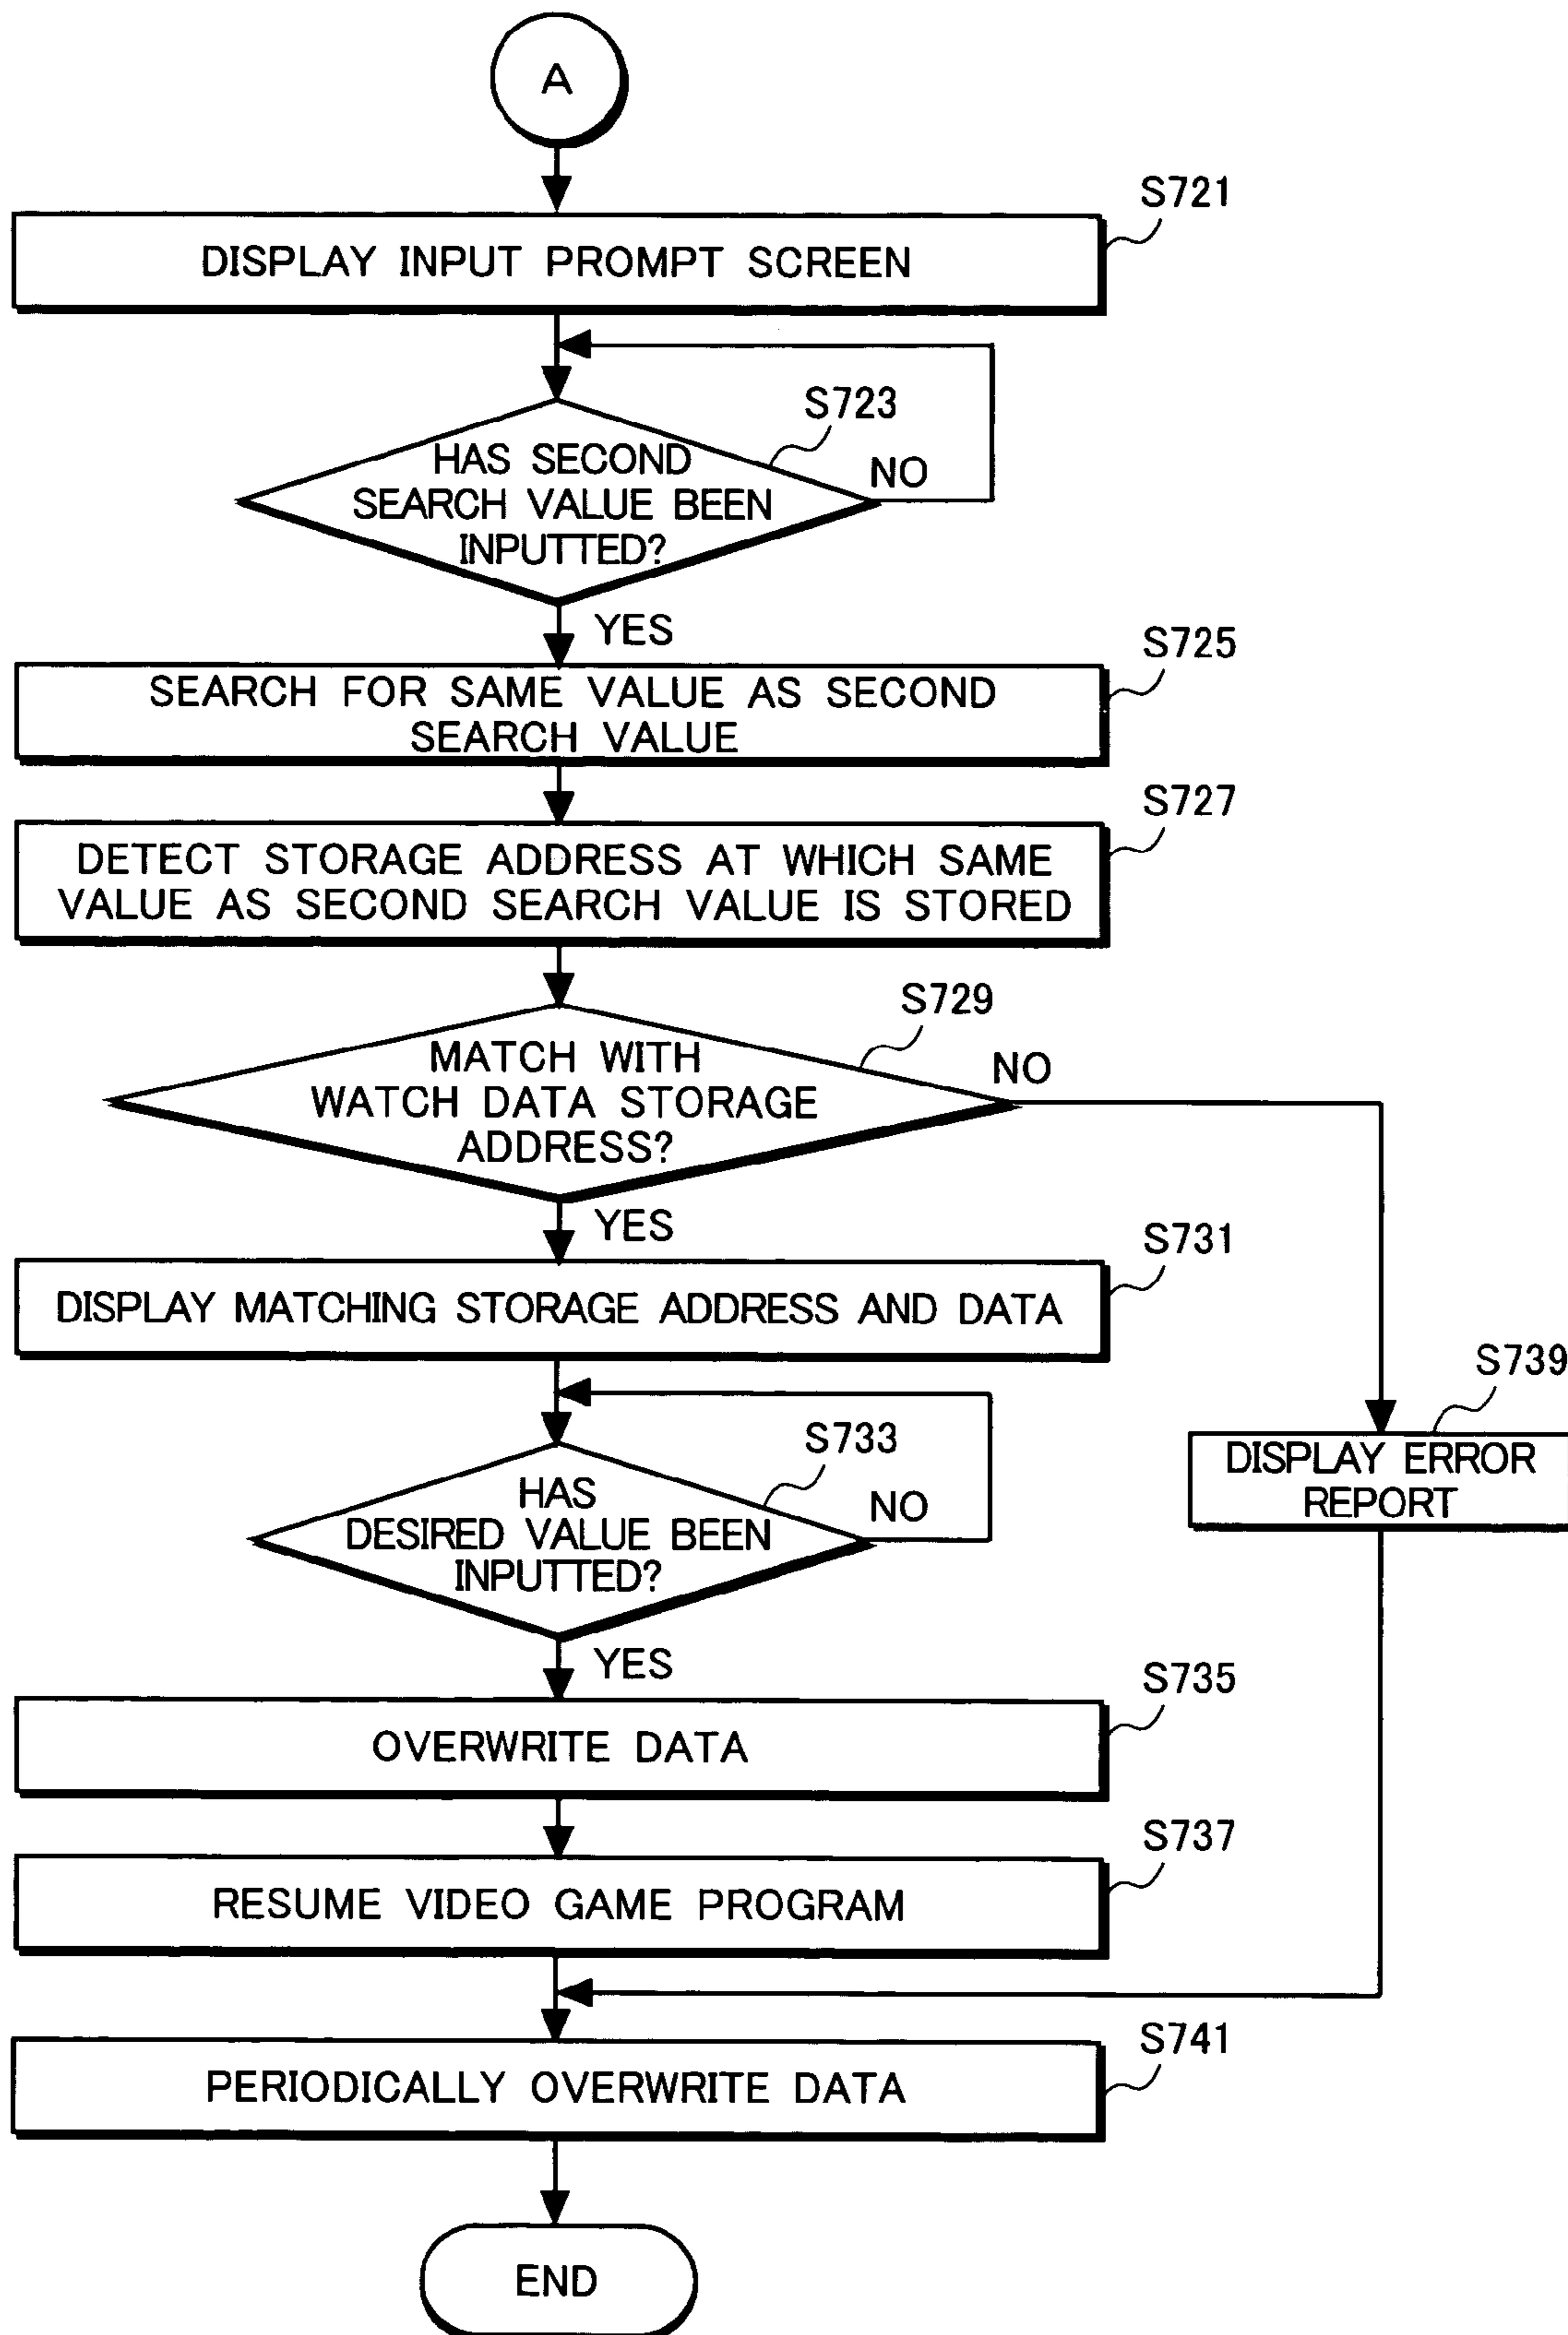 A
S721
DISPLAY INPUT PROMPT SCREEN
S723
HAS SECOND
SEARCH VALUE BEEN
INPUTTED?
NO
YES
S725
SEARCH FOR SAME VALUE AS SECOND
SEARCH VALUE
S727
DETECT STORAGE ADDRESS AT WHICH SAME
VALUE AS SECOND SEARCH VALUE IS STORED
S729
MATCH WITH
WATCH DATA STORAGE
ADDRESS?
NO
YES
S731
DISPLAY MATCHING STORAGE ADDRESS AND DATA
S739
DISPLAY ERROR
REPORT
S733
HAS
DESIRED VALUE BEEN
INPUTTED?
NO
YES
S735
OVERWRITE DATA
S737
RESUME VIDEO GAME PROGRAM
S741
PERIODICALLY OVERWRITE DATA
END